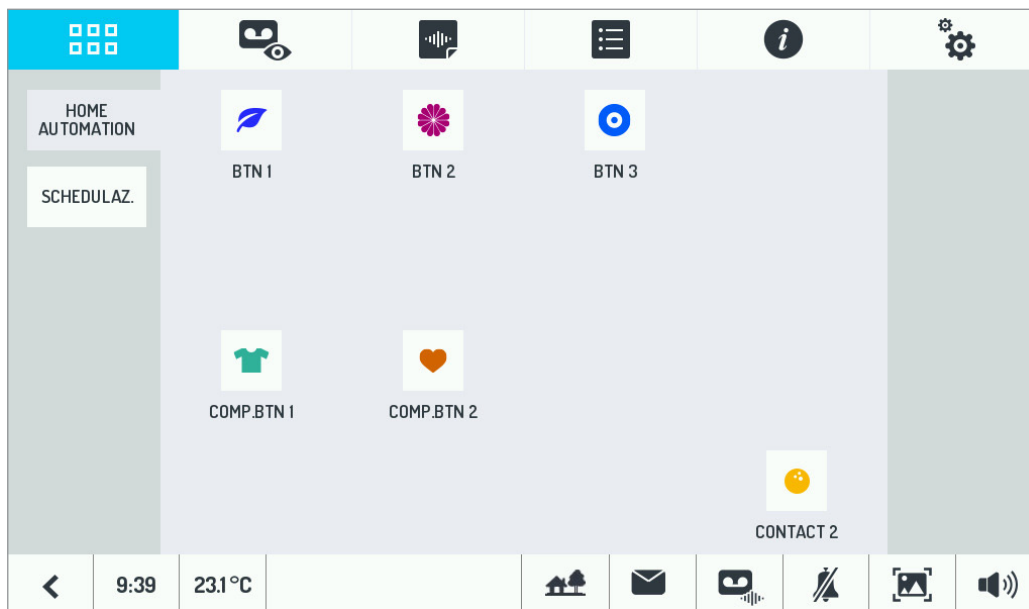 HOME
AUTOMATION
SCHEDULAZ.
BTN 1
BTN 2
BTN 3
COMP.BTN 1
COMP.BTN 2
CONTACT 2
9:39
23.1°C